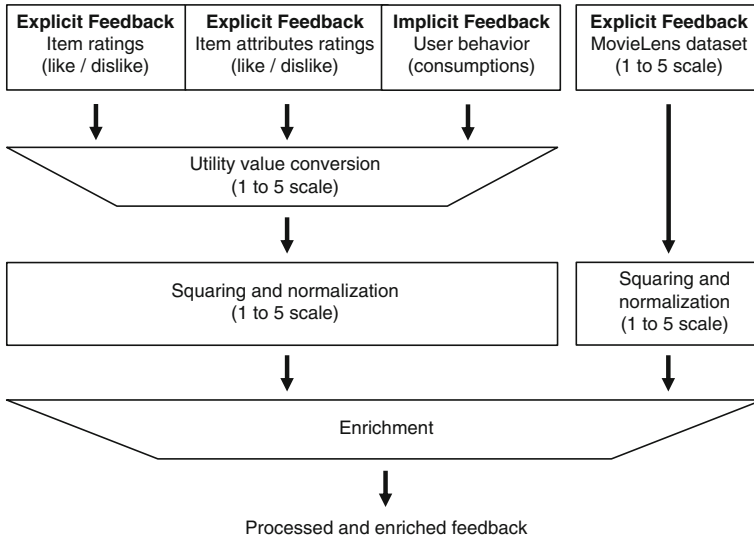 Explicit Feedback
Item ratings
(like / dislike)
Explicit Feedback
Item attributes ratings
(like / dislike)
Implicit Feedback
User behavior
(consumptions)
Explicit Feedback
MovieLens dataset
(1 to 5 scale)
Utility value conversion
(1 to 5 scale)
Squaring and normalization
(1 to 5 scale)
Squaring and
normalization
(1 to 5 scale)
Enrichment
Processed and enriched feedback